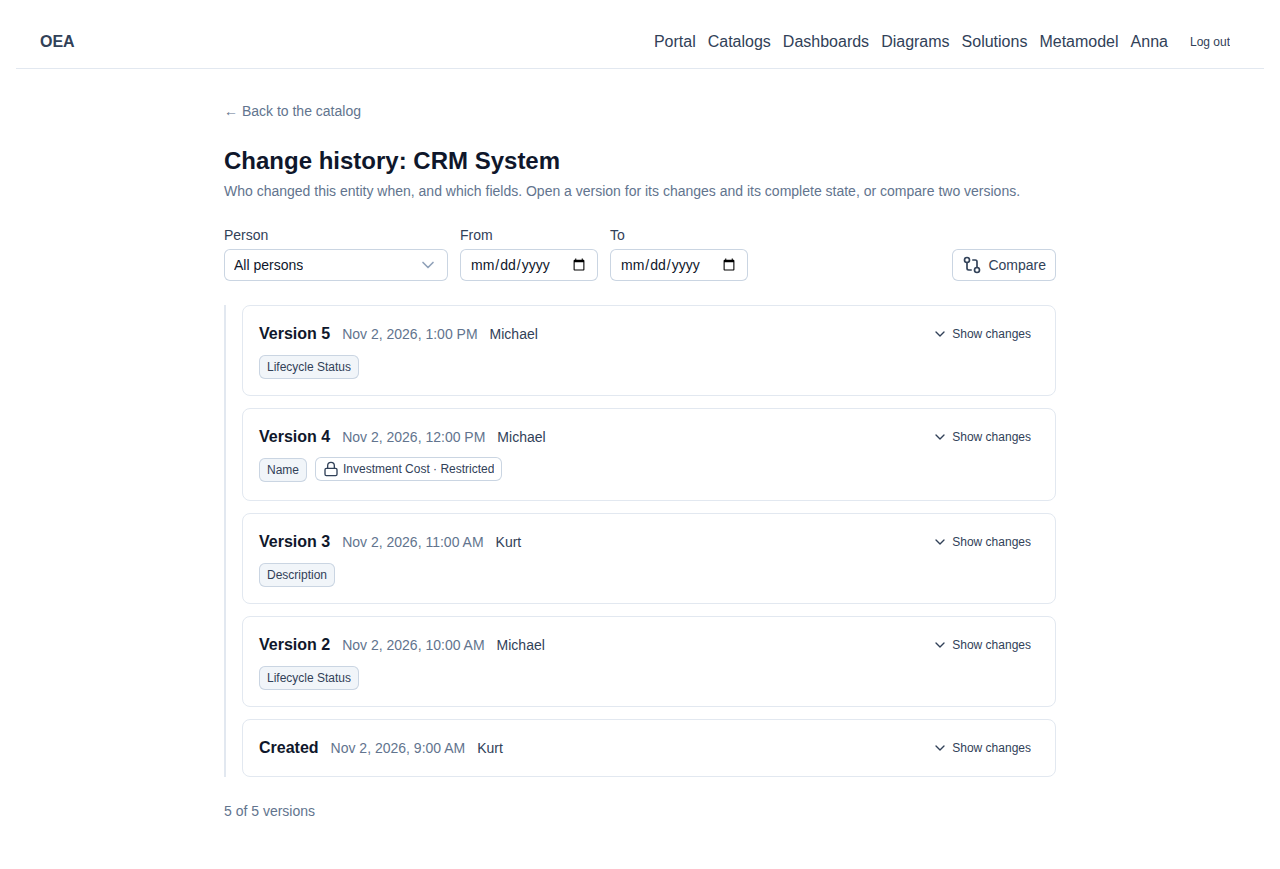 OEA Portal Catalogs Dashboards Diagrams Solutions Metamodel Anna Log out
← Back to the catalog
Change history: CRM System
Who changed this entity when, and which fields. Open a version for its changes and its complete state, or compare two versions.
Person From To
All persons mm/dd/yyyy mm/dd/yyyy Compare
Version 5 Nov 2, 2026, 1:00 PM Michael Show changes
Lifecycle Status
Version 4 Nov 2, 2026, 12:00 PM Michael Show changes
Name Investment Cost · Restricted
Version 3 Nov 2, 2026, 11:00 AM Kurt Show changes
Description
Version 2 Nov 2, 2026, 10:00 AM Michael Show changes
Lifecycle Status
Created Nov 2, 2026, 9:00 AM Kurt Show changes
5 of 5 versions